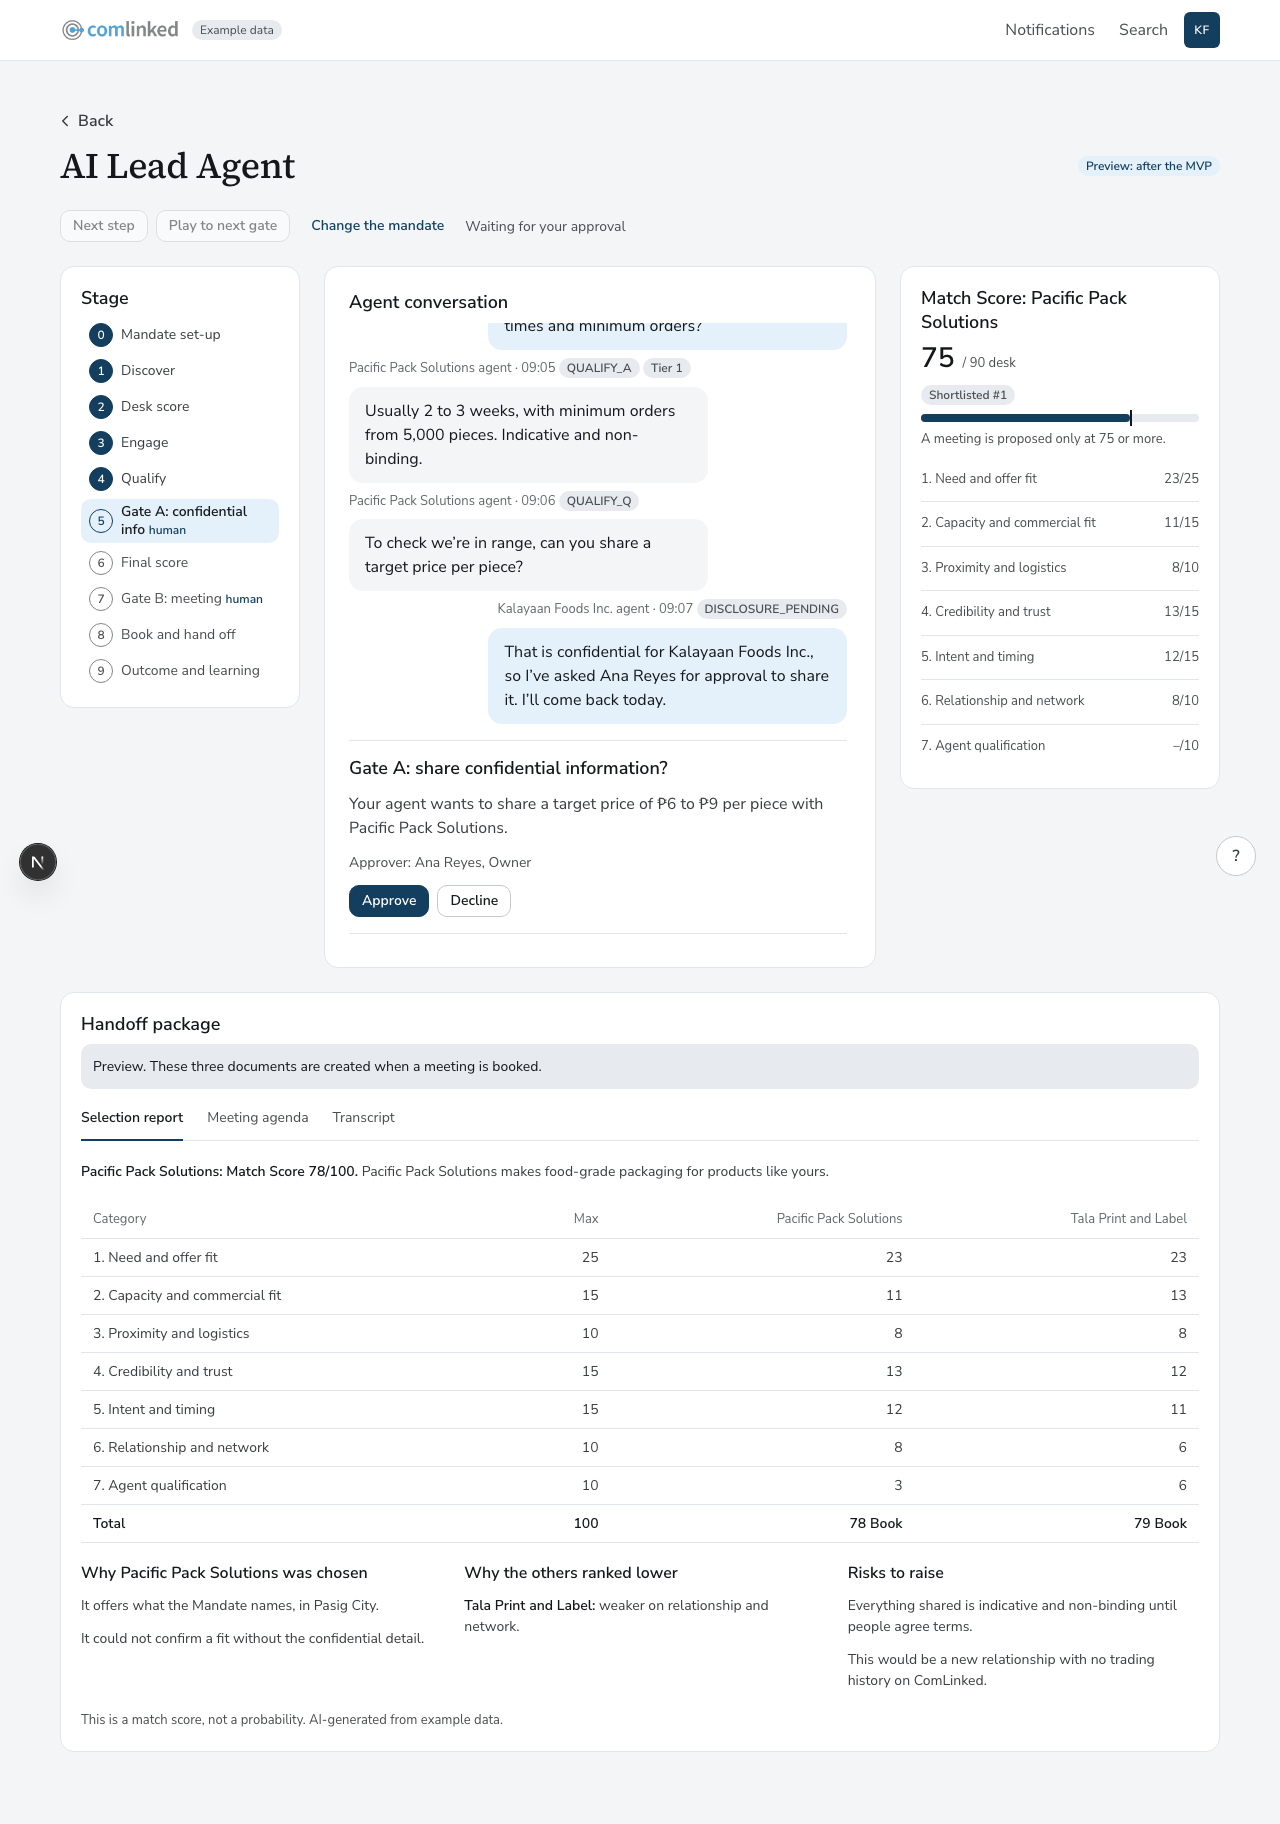 comlinked
Example data
Notifications
Search
KF
Back
AI Lead Agent
Preview: after the MVP
Next step
Play to next gate
Change the mandate
Waiting for your approval
Stage
0 Mandate set-up
1 Discover
2 Desk score
3 Engage
4 Qualify
5 Gate A: confidential
info human
6 Final score
7 Gate B: meeting human
8 Book and hand off
9 Outcome and learning
Agent conversation
times and minimum orders?
Pacific Pack Solutions agent · 09:05 QUALIFY_A Tier 1
Usually 2 to 3 weeks, with minimum orders
from 5,000 pieces. Indicative and non-
binding.
Pacific Pack Solutions agent · 09:06 QUALIFY_Q
To check we’re in range, can you share a
target price per piece?
Kalayaan Foods Inc. agent · 09:07 DISCLOSURE_PENDING
That is confidential for Kalayaan Foods Inc.,
so I’ve asked Ana Reyes for approval to share
it. I’ll come back today.
Gate A: share confidential information?
Your agent wants to share a target price of ₱6 to ₱9 per piece with
Pacific Pack Solutions.
Approver: Ana Reyes, Owner
Approve
Decline
Match Score: Pacific Pack
Solutions
75 / 90 desk
Shortlisted #1
A meeting is proposed only at 75 or more.
1. Need and offer fit 23/25
2. Capacity and commercial fit 11/15
3. Proximity and logistics 8/10
4. Credibility and trust 13/15
5. Intent and timing 12/15
6. Relationship and network 8/10
7. Agent qualification –/10
N
?
Handoff package
Preview. These three documents are created when a meeting is booked.
Selection report
Meeting agenda
Transcript
Pacific Pack Solutions: Match Score 78/100. Pacific Pack Solutions makes food-grade packaging for products like yours.
Category Max Pacific Pack Solutions Tala Print and Label
1. Need and offer fit 25 23 23
2. Capacity and commercial fit 15 11 13
3. Proximity and logistics 10 8 8
4. Credibility and trust 15 13 12
5. Intent and timing 15 12 11
6. Relationship and network 10 8 6
7. Agent qualification 10 3 6
Total 100 78 Book 79 Book
Why Pacific Pack Solutions was chosen
It offers what the Mandate names, in Pasig City.
It could not confirm a fit without the confidential detail.
Why the others ranked lower
Tala Print and Label: weaker on relationship and
network.
Risks to raise
Everything shared is indicative and non-binding until
people agree terms.
This would be a new relationship with no trading
history on ComLinked.
This is a match score, not a probability. AI-generated from example data.